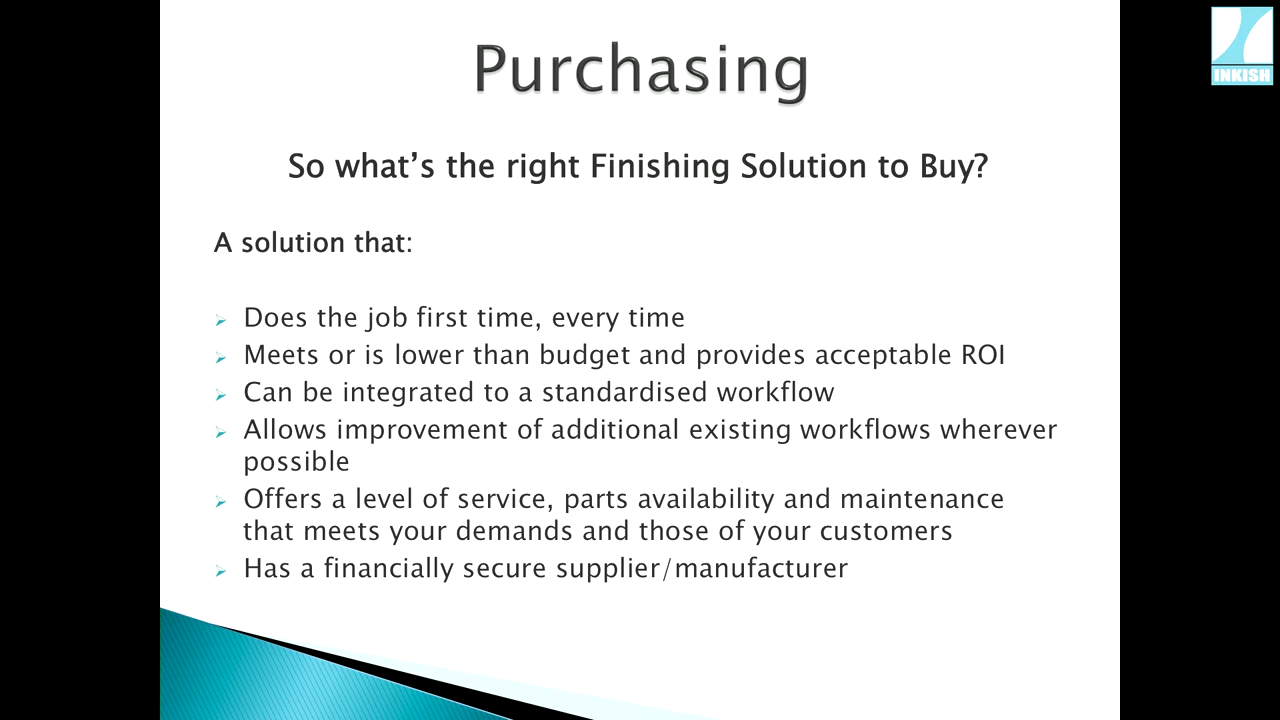 Purchasing
INKISH
So what's the right Finishing Solution to Buy?
A solution that:
Does the job first time, every time
Meets or is lower than budget and provides acceptable ROI
Can be integrated to a standardised workflow
Allows improvement of additional existing workflows wherever
possible
Offers a level of service, parts availability and maintenance
that meets your demands and those of your customers
Has a financially secure supplier/manufacturer